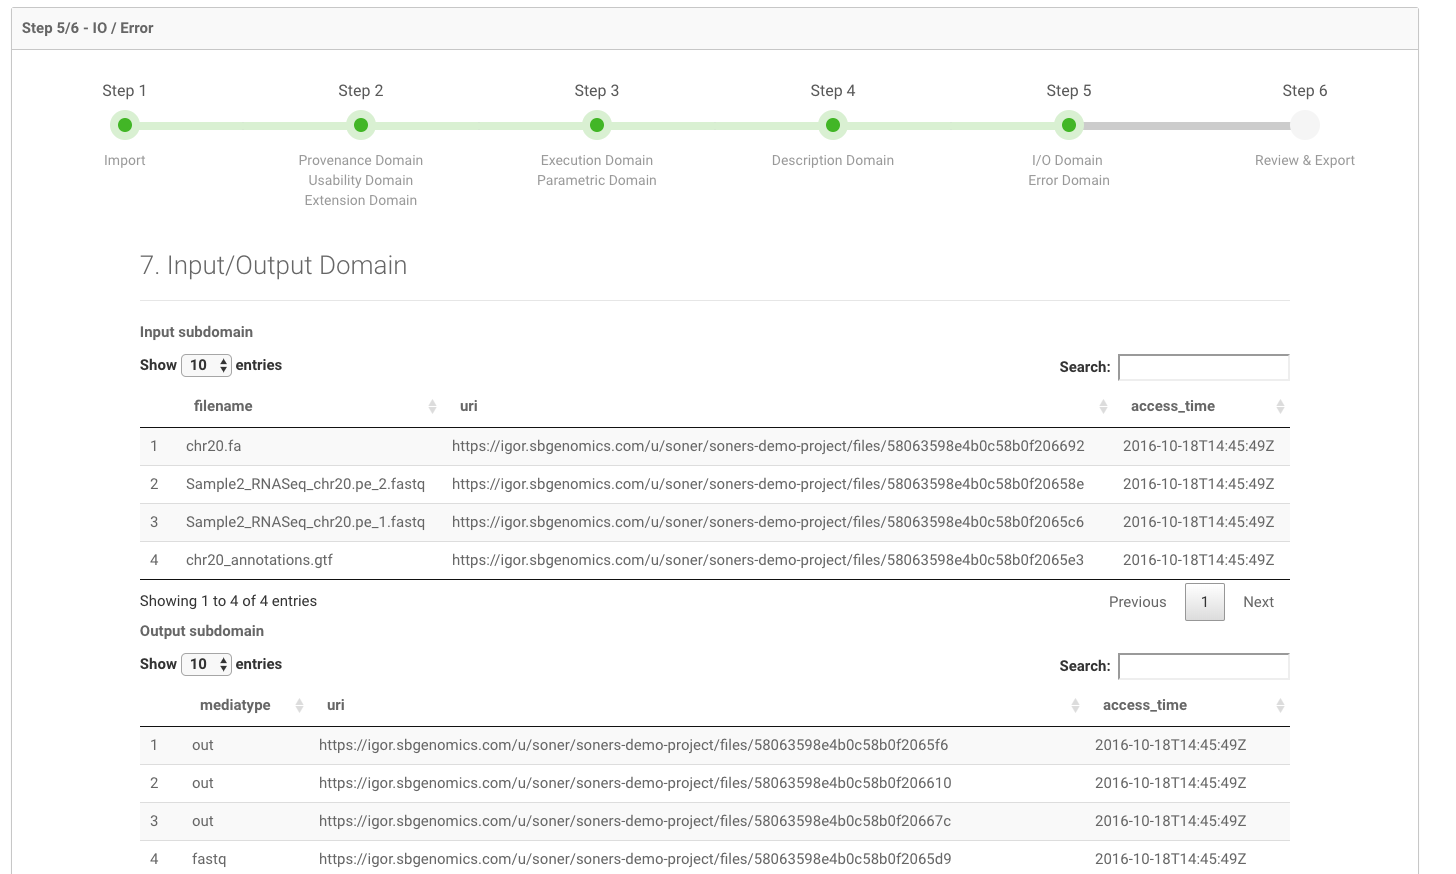 Step 5/6 - IO / Error
Step 1 Step 2 Step 3 Step 4 Step 5 Step 6
Import Provenance Domain Execution Domain Description Domain I/O Domain Review & Export
Usability Domain Parametric Domain Error Domain
Extension Domain
7. Input/Output Domain
Input subdomain
Show 10 entries Search:
filename uri access_time
1 chr20.fa https://igor.sbgenomics.com/u/soner/soners-demo-project/files/58063598e4b0c58b0f206692 2016-10-18T14:45:49Z
2 Sample2_RNASeq_chr20.pe_2.fastq https://igor.sbgenomics.com/u/soner/soners-demo-project/files/58063598e4b0c58b0f20658e 2016-10-18T14:45:49Z
3 Sample2_RNASeq_chr20.pe_1.fastq https://igor.sbgenomics.com/u/soner/soners-demo-project/files/58063598e4b0c58b0f2065c6 2016-10-18T14:45:49Z
4 chr20_annotations.gtf https://igor.sbgenomics.com/u/soner/soners-demo-project/files/58063598e4b0c58b0f2065e3 2016-10-18T14:45:49Z
Showing 1 to 4 of 4 entries Previous 1 Next
Output subdomain
Show 10 entries Search:
mediatype uri access_time
1 out https://igor.sbgenomics.com/u/soner/soners-demo-project/files/58063598e4b0c58b0f2065f6 2016-10-18T14:45:49Z
2 out https://igor.sbgenomics.com/u/soner/soners-demo-project/files/58063598e4b0c58b0f206610 2016-10-18T14:45:49Z
3 out https://igor.sbgenomics.com/u/soner/soners-demo-project/files/58063598e4b0c58b0f20667c 2016-10-18T14:45:49Z
4 fastq https://igor.sbgenomics.com/u/soner/soners-demo-project/files/58063598e4b0c58b0f2065d9 2016-10-18T14:45:49Z